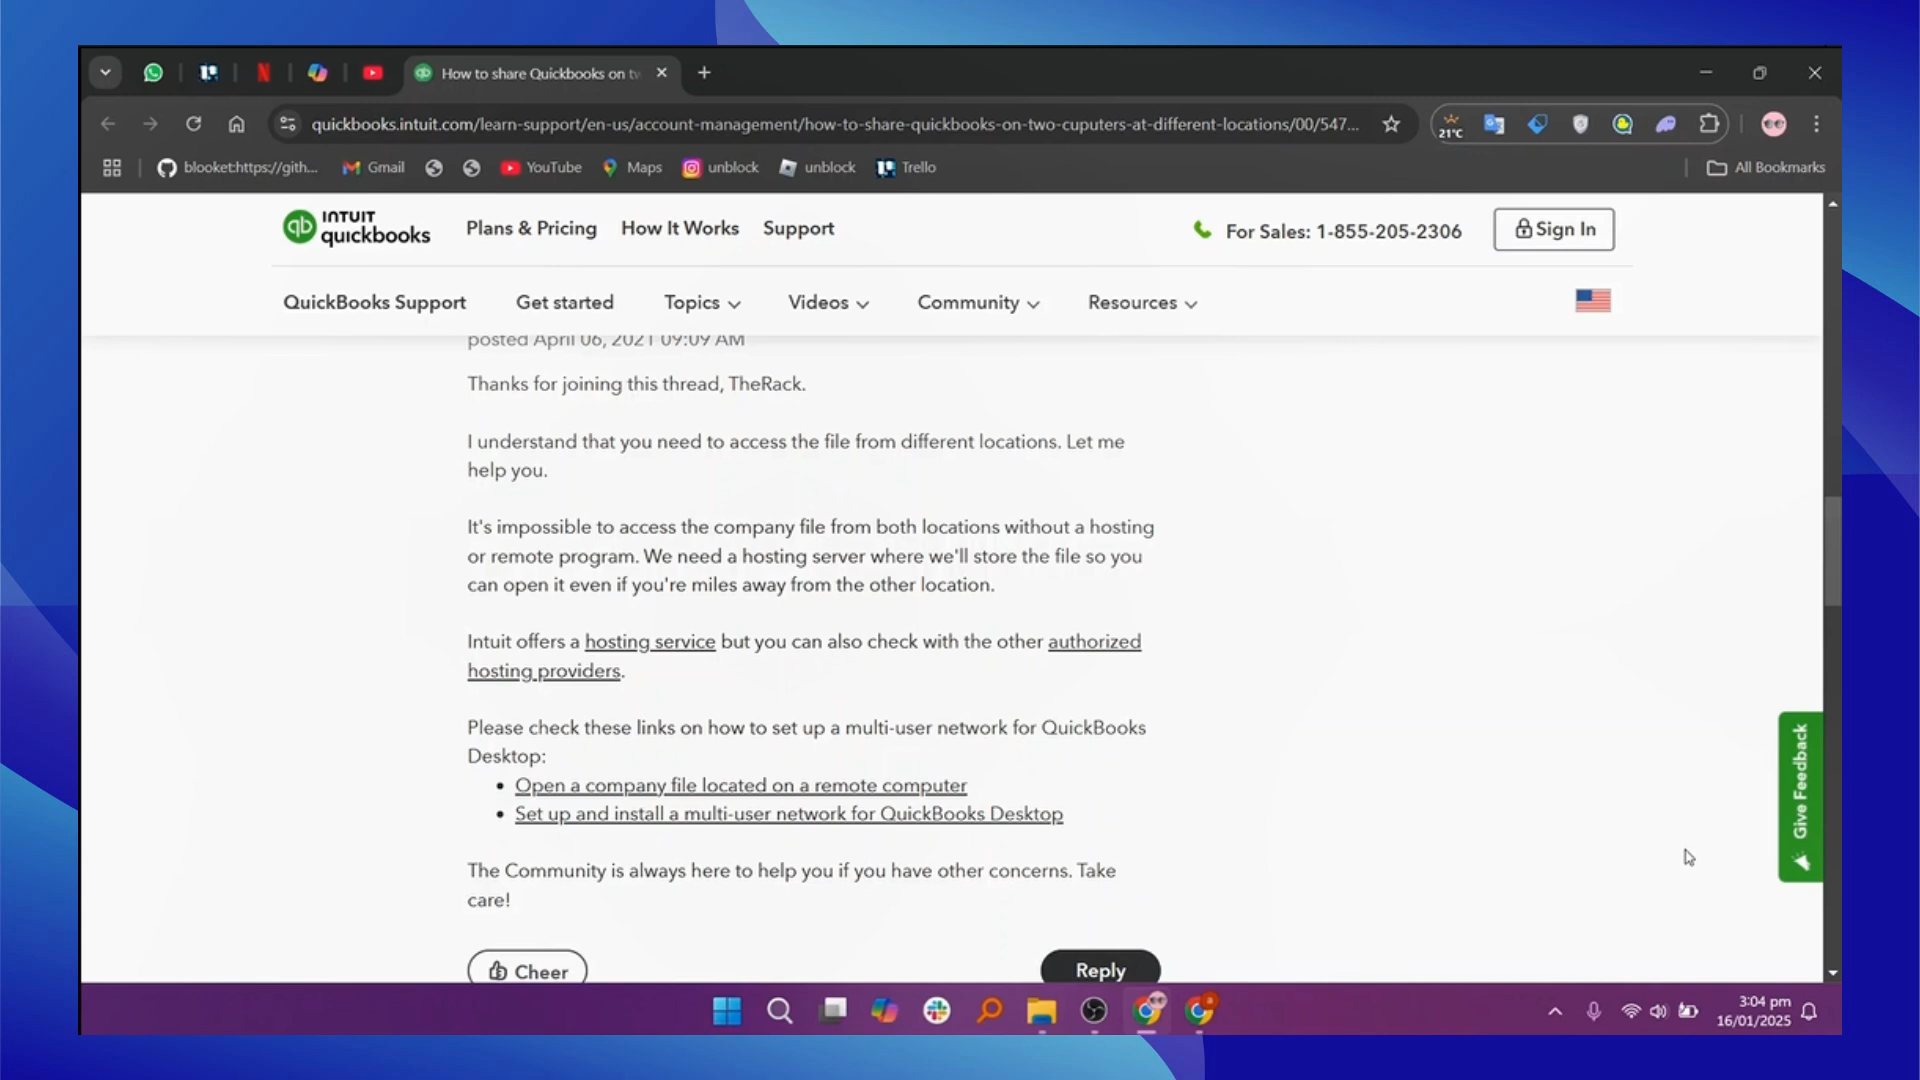 How to share Quickbooks on tw
quickbooks.intuit.com/learn-support/en-us/account-management/how-to-share-quickbooks-on-two-cuputers-at-different-locations/00/547...
21°C
blooket:https://gith...
Gmail
YouTube
Maps
unblock
unblock
Trello
All Bookmarks
INTUIT
quickbooks
Plans & Pricing
How It Works
Support
For Sales: 1-855-205-2306
Sign In
QuickBooks Support
Get started
Topics
Videos
Community
Resources
posted April 06, 2021 09:09 AM
Thanks for joining this thread, TheRack.
I understand that you need to access the file from different locations. Let me
help you.
It's impossible to access the company file from both locations without a hosting
or remote program. We need a hosting server where we'll store the file so you
can open it even if you're miles away from the other location.
Intuit offers a hosting service but you can also check with the other authorized
hosting providers.
Please check these links on how to set up a multi-user network for QuickBooks
Desktop:
• Open a company file located on a remote computer
• Set up and install a multi-user network for QuickBooks Desktop
The Community is always here to help you if you have other concerns. Take
care!
Cheer
Reply
Give Feedback
3:04 pm
16/01/2025